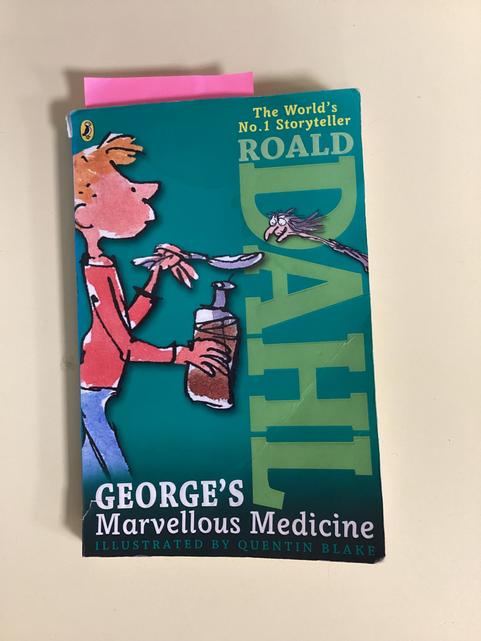 The World's
No.1 Storyteller
ROALD
DAHL
GEORGE'S
Marvellous Medicine
ILLUSTRATED BY QUENTIN BLAKE